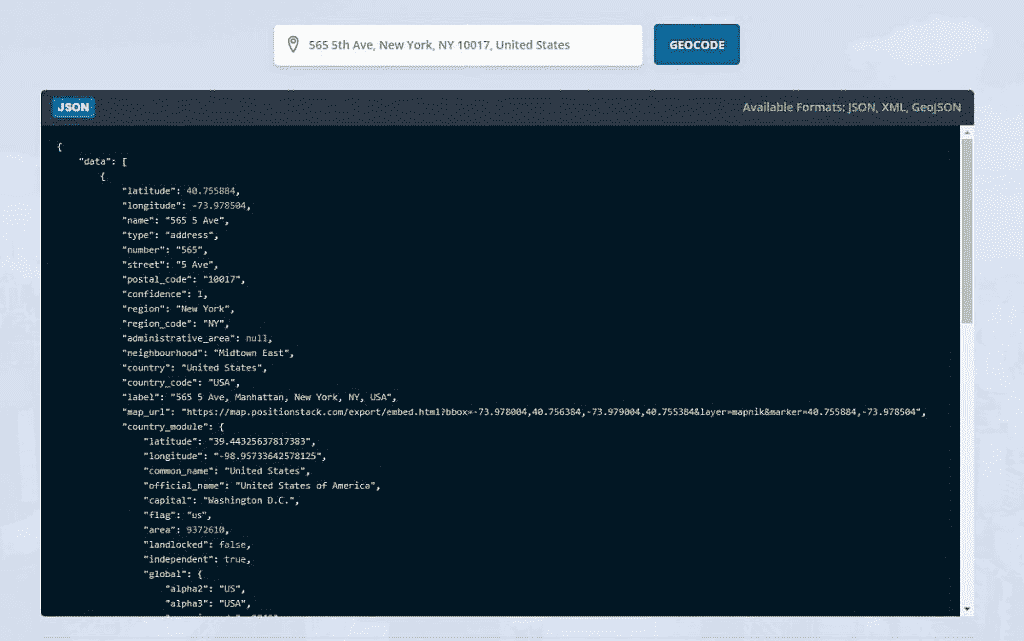 565 5th Ave, New York, NY 10017, United States
GEOCODE
JSON
Available Formats: JSON, XML, GeoJSON
{
"data": [
{
"latitude": 40.755884,
"longitude": -73.978504,
"name": "565 5 Ave",
"type": "address",
"number": "565",
"street": "5 Ave",
"postal_code": "10017",
"confidence": 1,
"region": "New York",
"region_code": "NY",
"administrative_area": null,
"neighbourhood": "Midtown East",
"country": "United States",
"country_code": "USA",
"label": "565 5 Ave, Manhattan, New York, NY, USA",
"map_url": "https://map.positionstack.com/export/embed.html?bbox=-73.978004,40.756384,-73.979004,40.755384&layer=mapnik&marker=40.755884,-73.978504",
"country_module": {
"latitude": "39.44325637817383",
"longitude": "-98.95733642578125",
"common_name": "United States",
"official_name": "United States of America",
"capital": "Washington D.C.",
"flag": "us",
"area": 9372610,
"landlocked": false,
"independent": true,
"global": {
"alpha2": "US",
"alpha3": "USA",